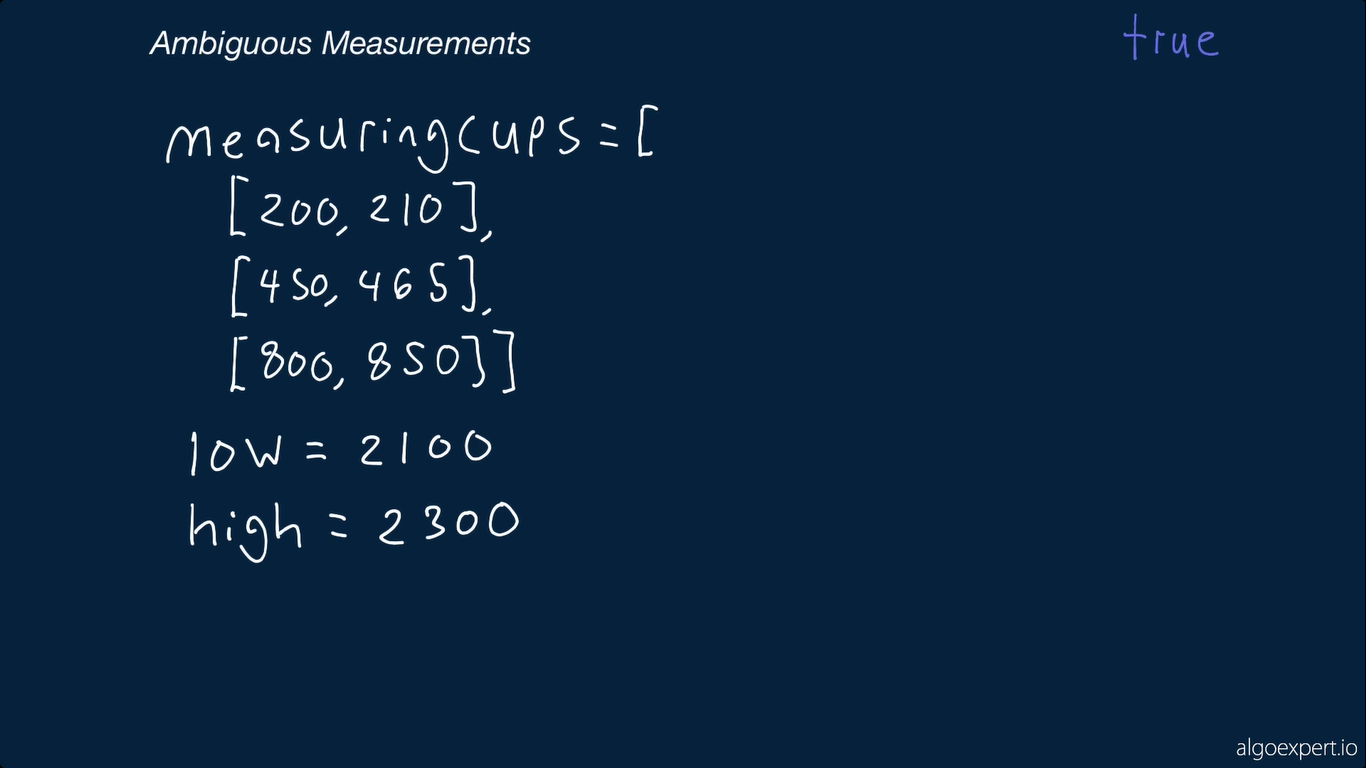 Ambiguous Measurements
true
measuringcups=[
[200, 210],
[450, 465],
[800, 850]]
low = 2100
high = 2300
algoexpert.io